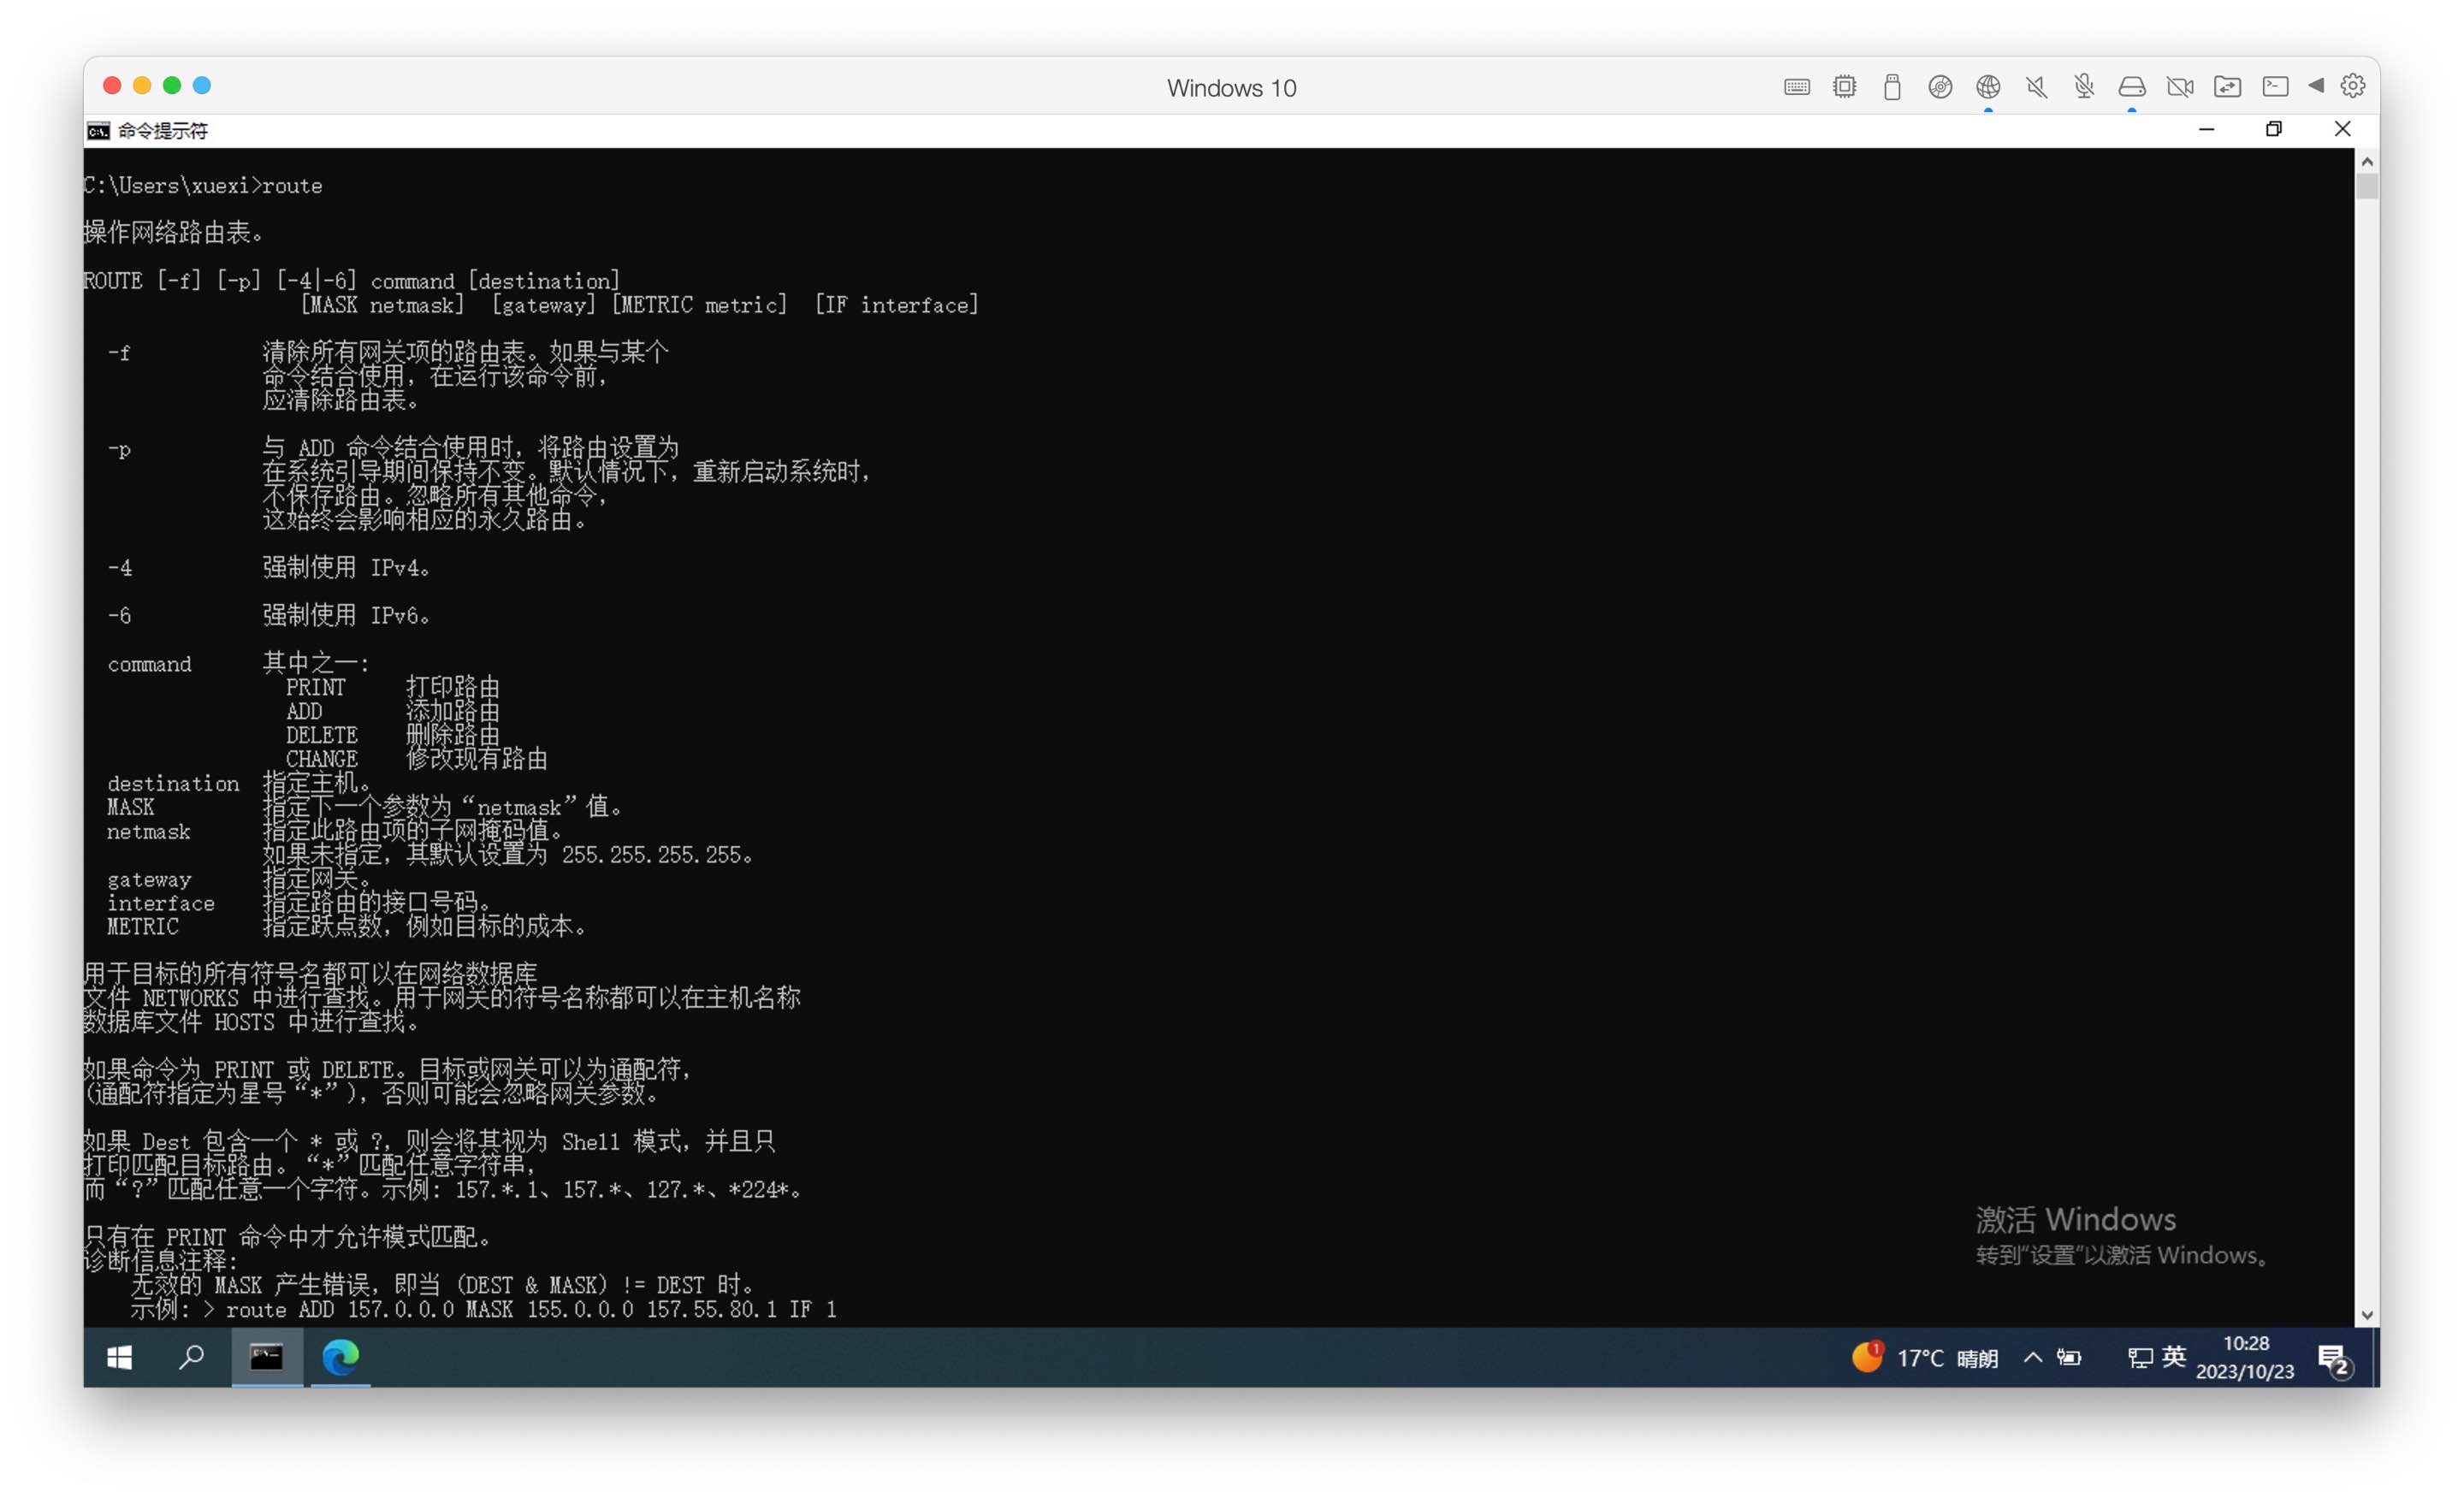 Windows 10
命令提示符
C:\Users\xuexi>route
操作网络路由表。
ROUTE [-f] [-p] [-4|-6] command [destination]
[MASK netmask] [gateway] [METRIC metric] [IF interface]
-f 清除所有网关项的路由表。如果与某个
命令结合使用，在运行该命令前，
应清除路由表。
-p 与 ADD 命令结合使用时，将路由设置为
在系统引导期间保持不变。默认情况下，重新启动系统时，
不保存路由。忽略所有其他命令，
这始终会影响相应的永久路由。
-4 强制使用 IPv4。
-6 强制使用 IPv6。
command 其中之一:
PRINT 打印路由
ADD 添加路由
DELETE 删除路由
CHANGE 修改现有路由
destination 指定主机。
MASK 指定下一个参数为“netmask”值。
netmask 指定此路由项的子网掩码值。
如果未指定，其默认设置为 255.255.255.255。
gateway 指定网关。
interface 指定路由的接口号码。
METRIC 指定跃点数，例如目标的成本。
用于目标的所有符号名都可以在网络数据库
文件 NETWORKS 中进行查找。用于网关的符号名称都可以在主机名称
数据库文件 HOSTS 中进行查找。
如果命令为 PRINT 或 DELETE。目标或网关可以为通配符，
(通配符指定为星号“*”)，否则可能会忽略网关参数。
如果 Dest 包含一个 * 或 ?，则会将其视为 Shell 模式，并且只
打印匹配目标路由。“*”匹配任意字符串，
而“?”匹配任意一个字符。示例: 157.*.1、157.*、127.*、*224*。
只有在 PRINT 命令中才允许模式匹配。
诊断信息注释:
无效的 MASK 产生错误，即当 (DEST & MASK) != DEST 时。
示例: > route ADD 157.0.0.0 MASK 155.0.0.0 157.55.80.1 IF 1
激活 Windows
转到“设置”以激活 Windows。
1
17°C 晴朗
英
10:28
2023/10/23
2